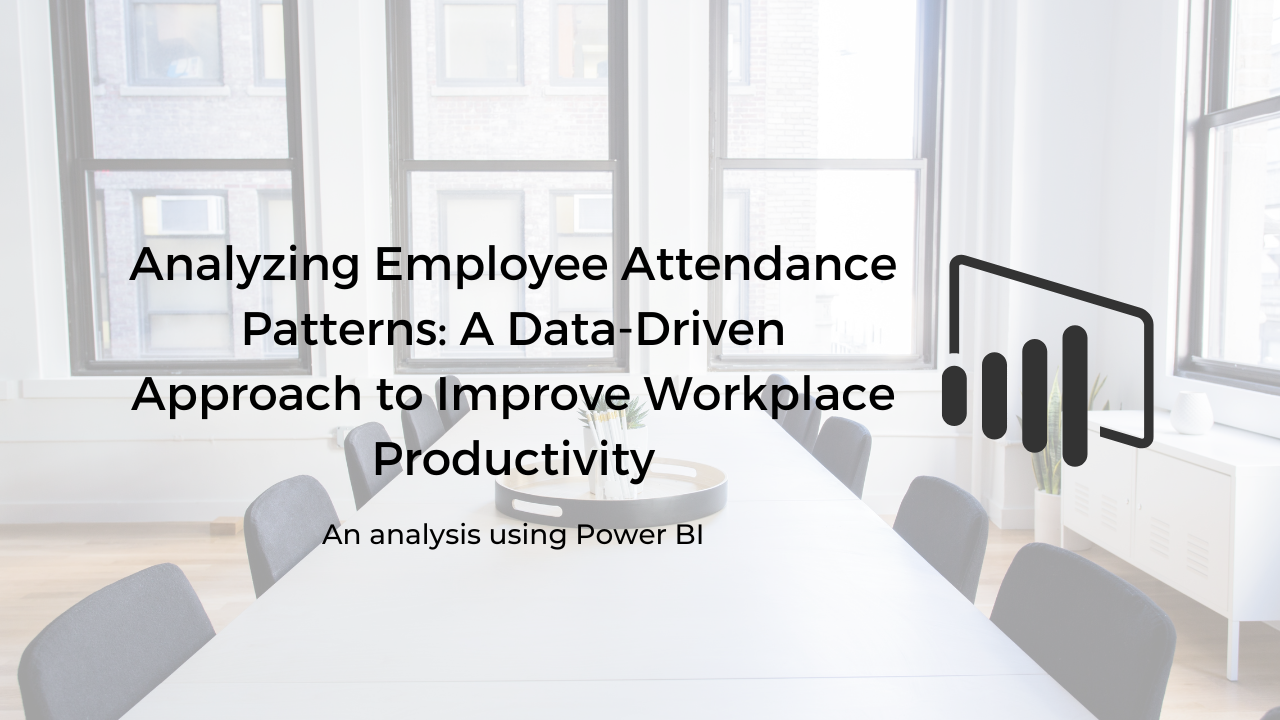 Analyzing Employee Attendance
Patterns: A Data-Driven
Approach to Improve Workplace
Productivity
An analysis using Power BI